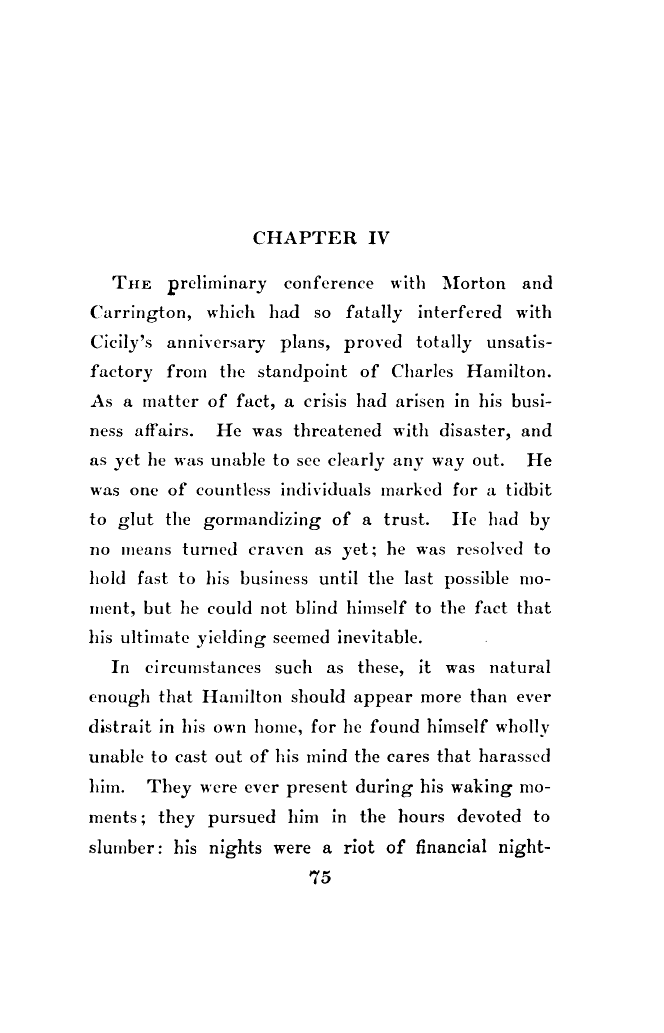 CHAPTER IV
THE preliminary conference with Morton and
Carrington, which had so fatally interfered with
Cicily's anniversary plans, proved totally unsatis-
factory from the standpoint of Charles Hamilton.
As a matter of fact, a crisis had arisen in his busi-
ness affairs. He was threatened with disaster, and
as yet he was unable to see clearly any way out. He
was one of countless individuals marked for a tidbit
to glut the gormandizing of a trust. He had by
no means turned craven as yet; he was resolved to
hold fast to his business until the last possible mo-
ment, but he could not blind himself to the fact that
his ultimate yielding seemed inevitable.
In circumstances such as these, it was natural
enough that Hamilton should appear more than ever
distrait in his own home, for he found himself wholly
unable to cast out of his mind the cares that harassed
him. They were ever present during his waking mo-
ments; they pursued him in the hours devoted to
slumber: his nights were a riot of financial night-
75